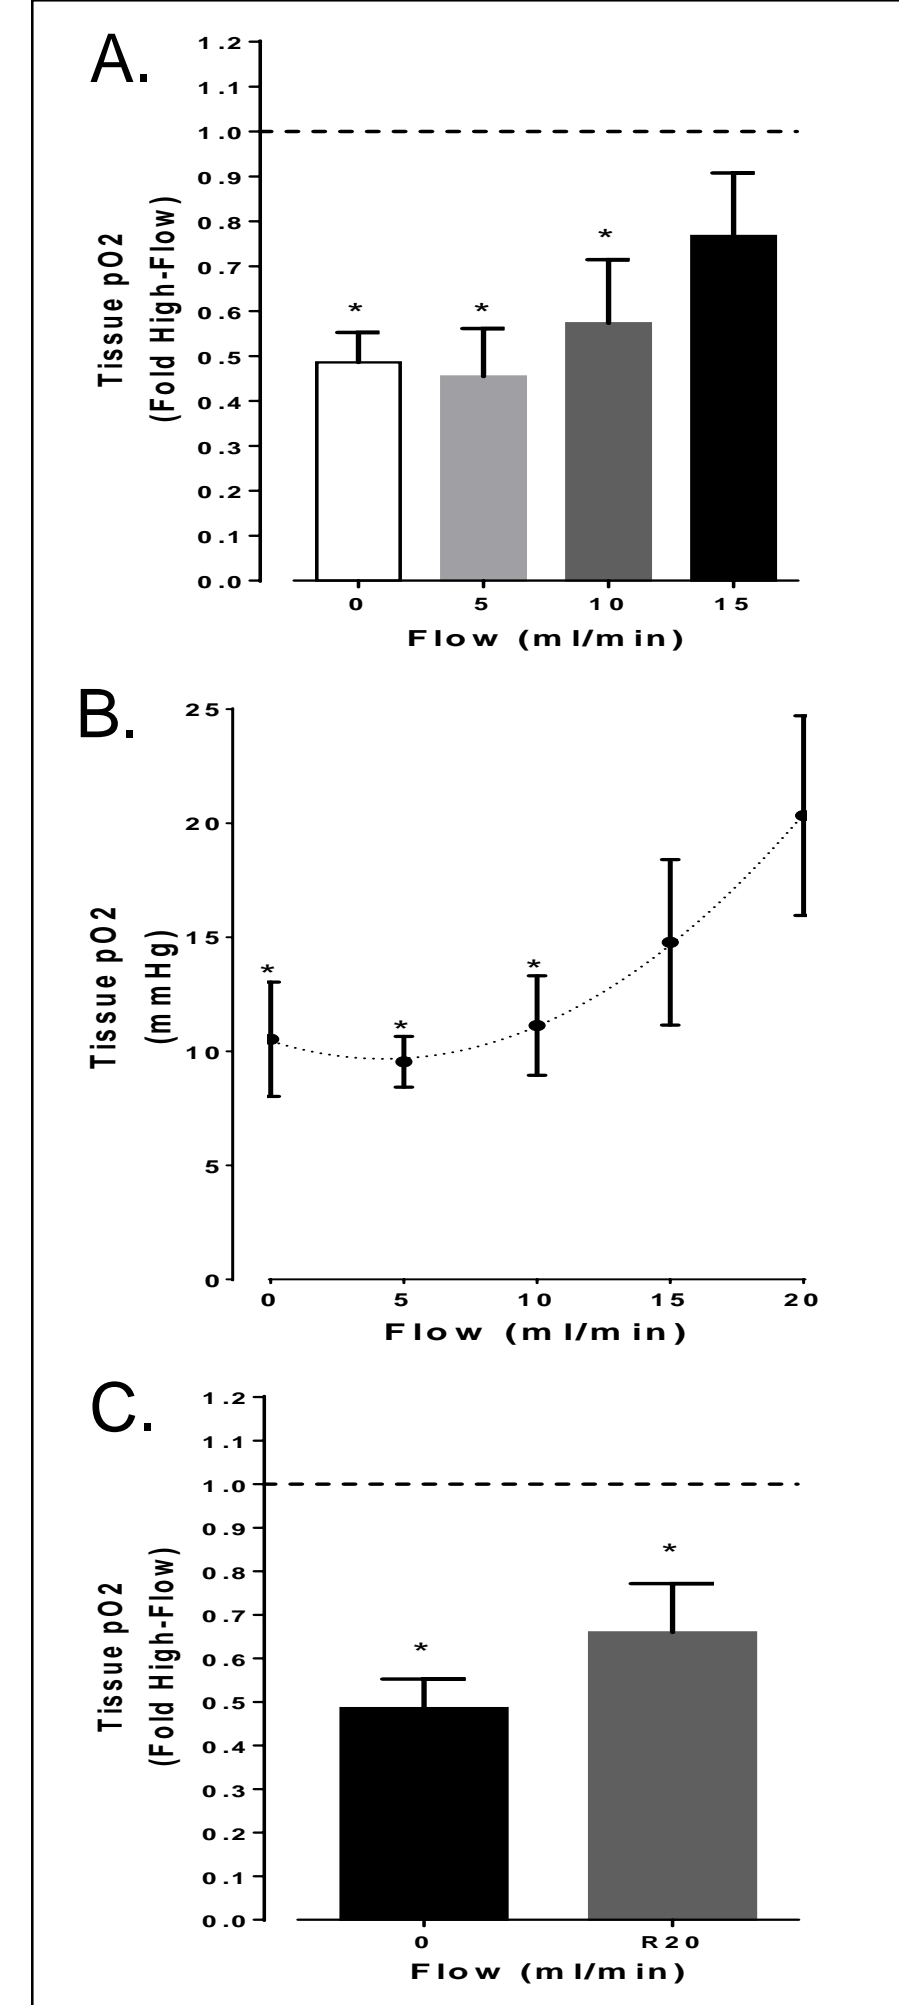 A.
1.2
1.1
1.0
0.9
0.8
0.7
0.6
0.5
0.4
0.3
0.2
0.1
0.0
Tissue pO2
(Fold High-Flow)
*
*
*
0 5 10 15
Flow (ml/min)
B.
25
20
15
10
5
0
Tissue pO2
(mmHg)
*
*
*
0 5 10 15 20
Flow (ml/min)
C.
1.2
1.1
1.0
0.9
0.8
0.7
0.6
0.5
0.4
0.3
0.2
0.1
0.0
Tissue pO2
(Fold High-Flow)
*
*
0 R20
Flow (ml/min)